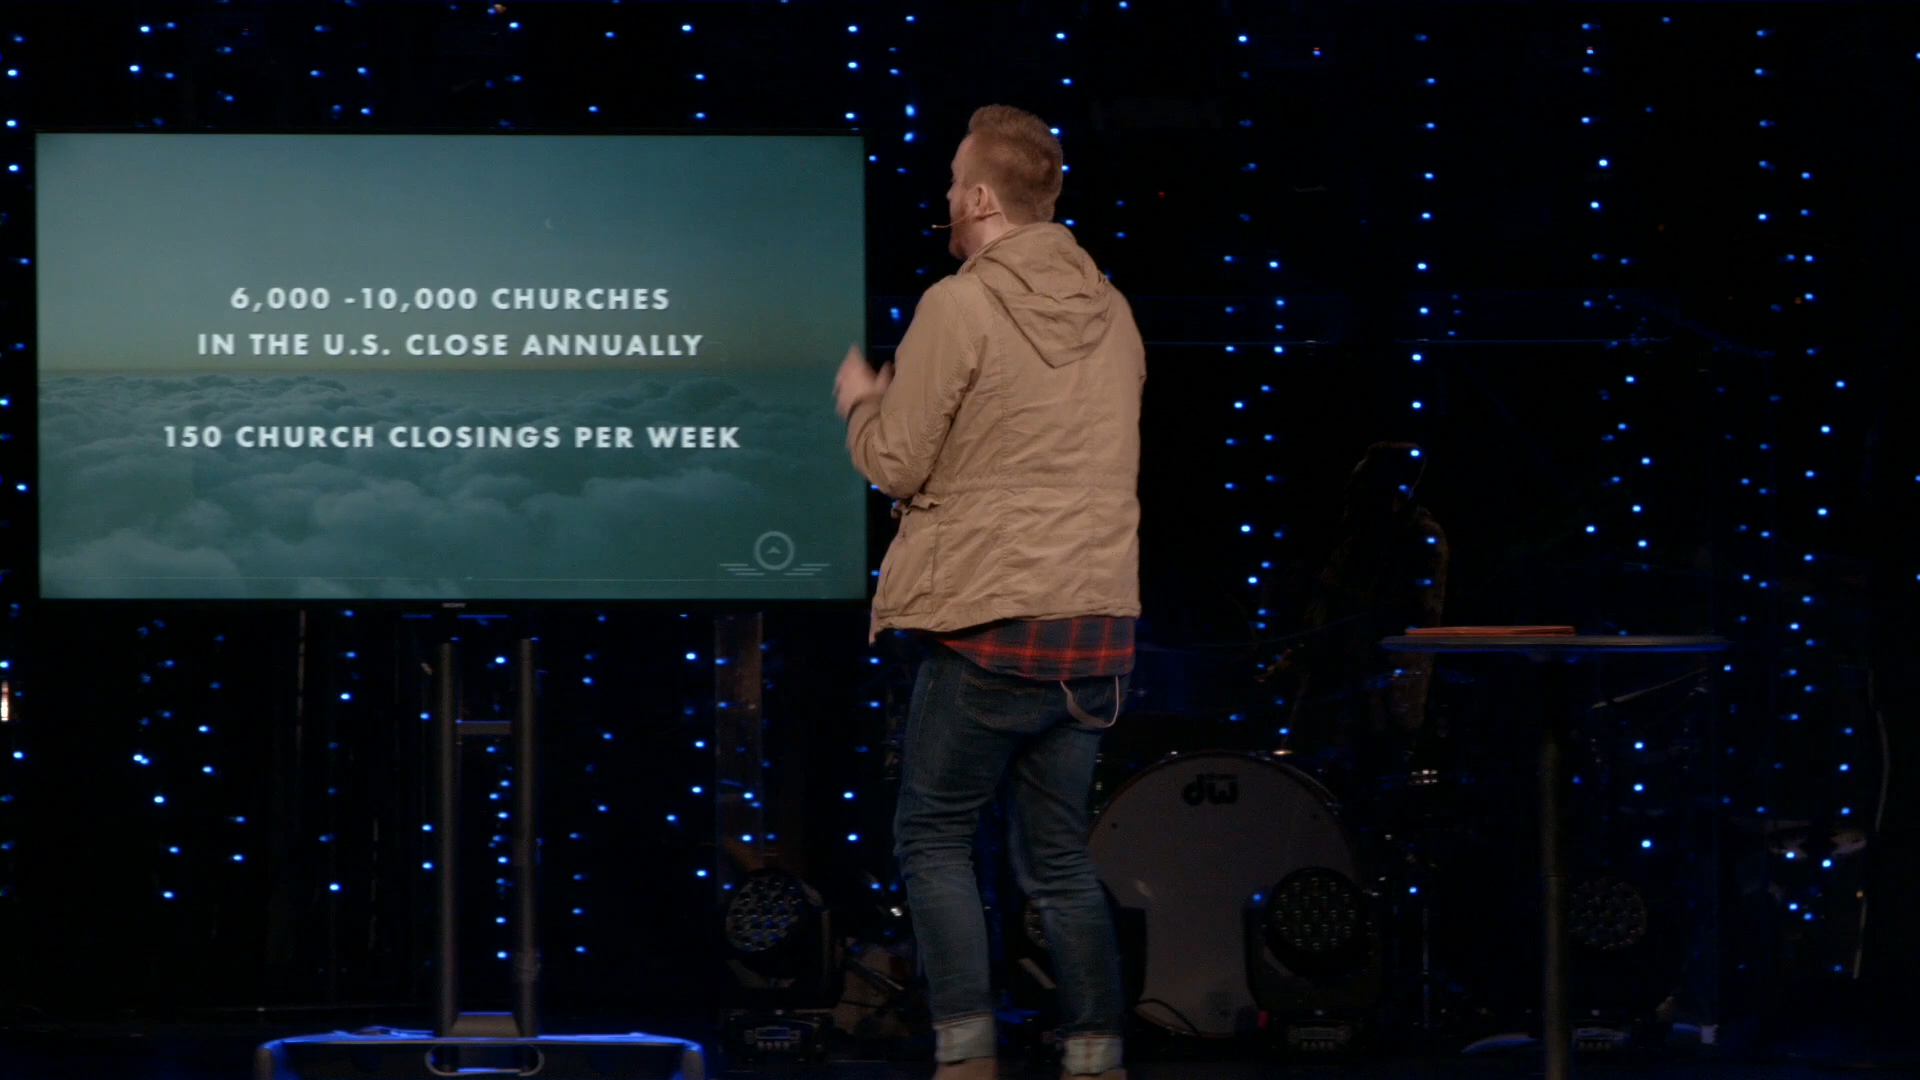 6,000 -10,000 CHURCHES
IN THE U.S. CLOSE ANNUALLY
150 CHURCH CLOSINGS PER WEEK
dw